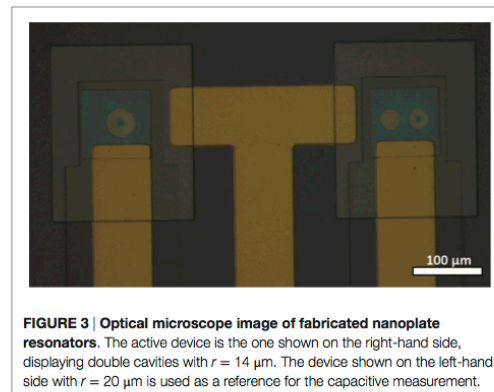 100 μm
FIGURE 3 | Optical microscope image of fabricated nanoplate
resonators. The active device is the one shown on the right-hand side,
displaying double cavities with r = 14 μm. The device shown on the left-hand
side with r = 20 μm is used as a reference for the capacitive measurement.